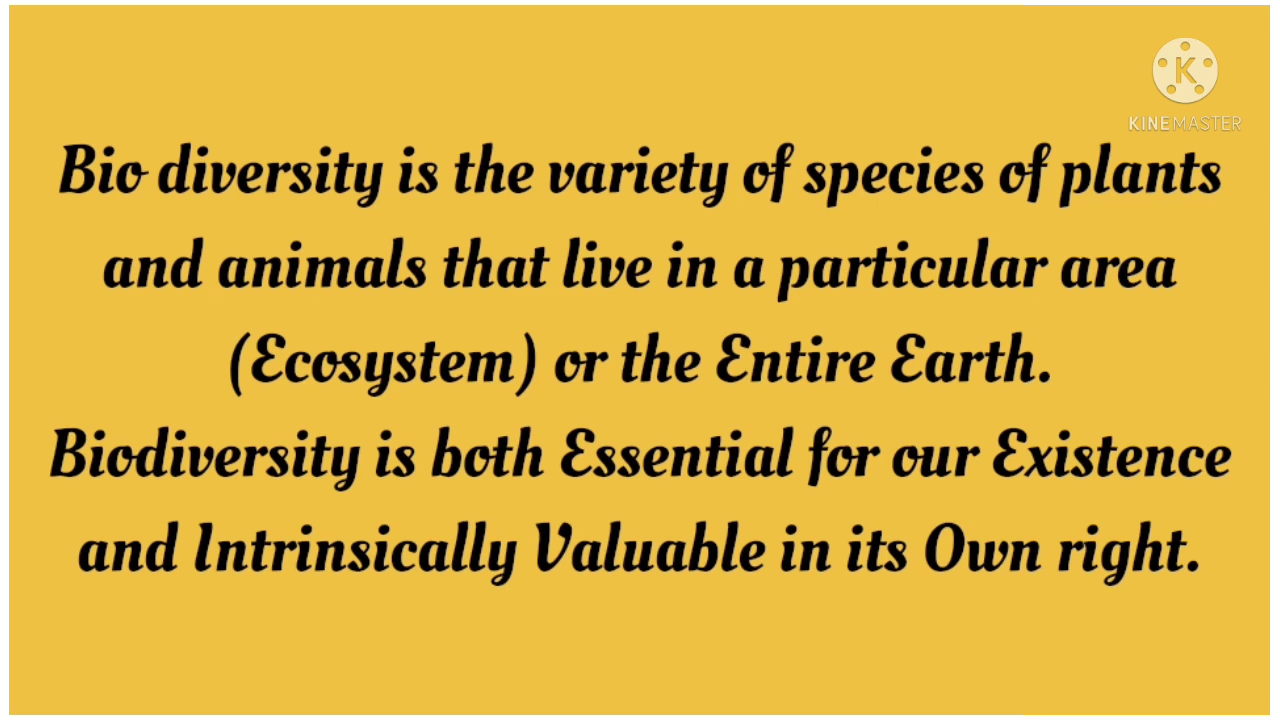 K
KINEMASTER
Bio diversity is the variety of species of plants
and animals that live in a particular area
(Ecosystem) or the Entire Earth.
Biodiversity is both Essential for our Existence
and Intrinsically Valuable in its Own right.